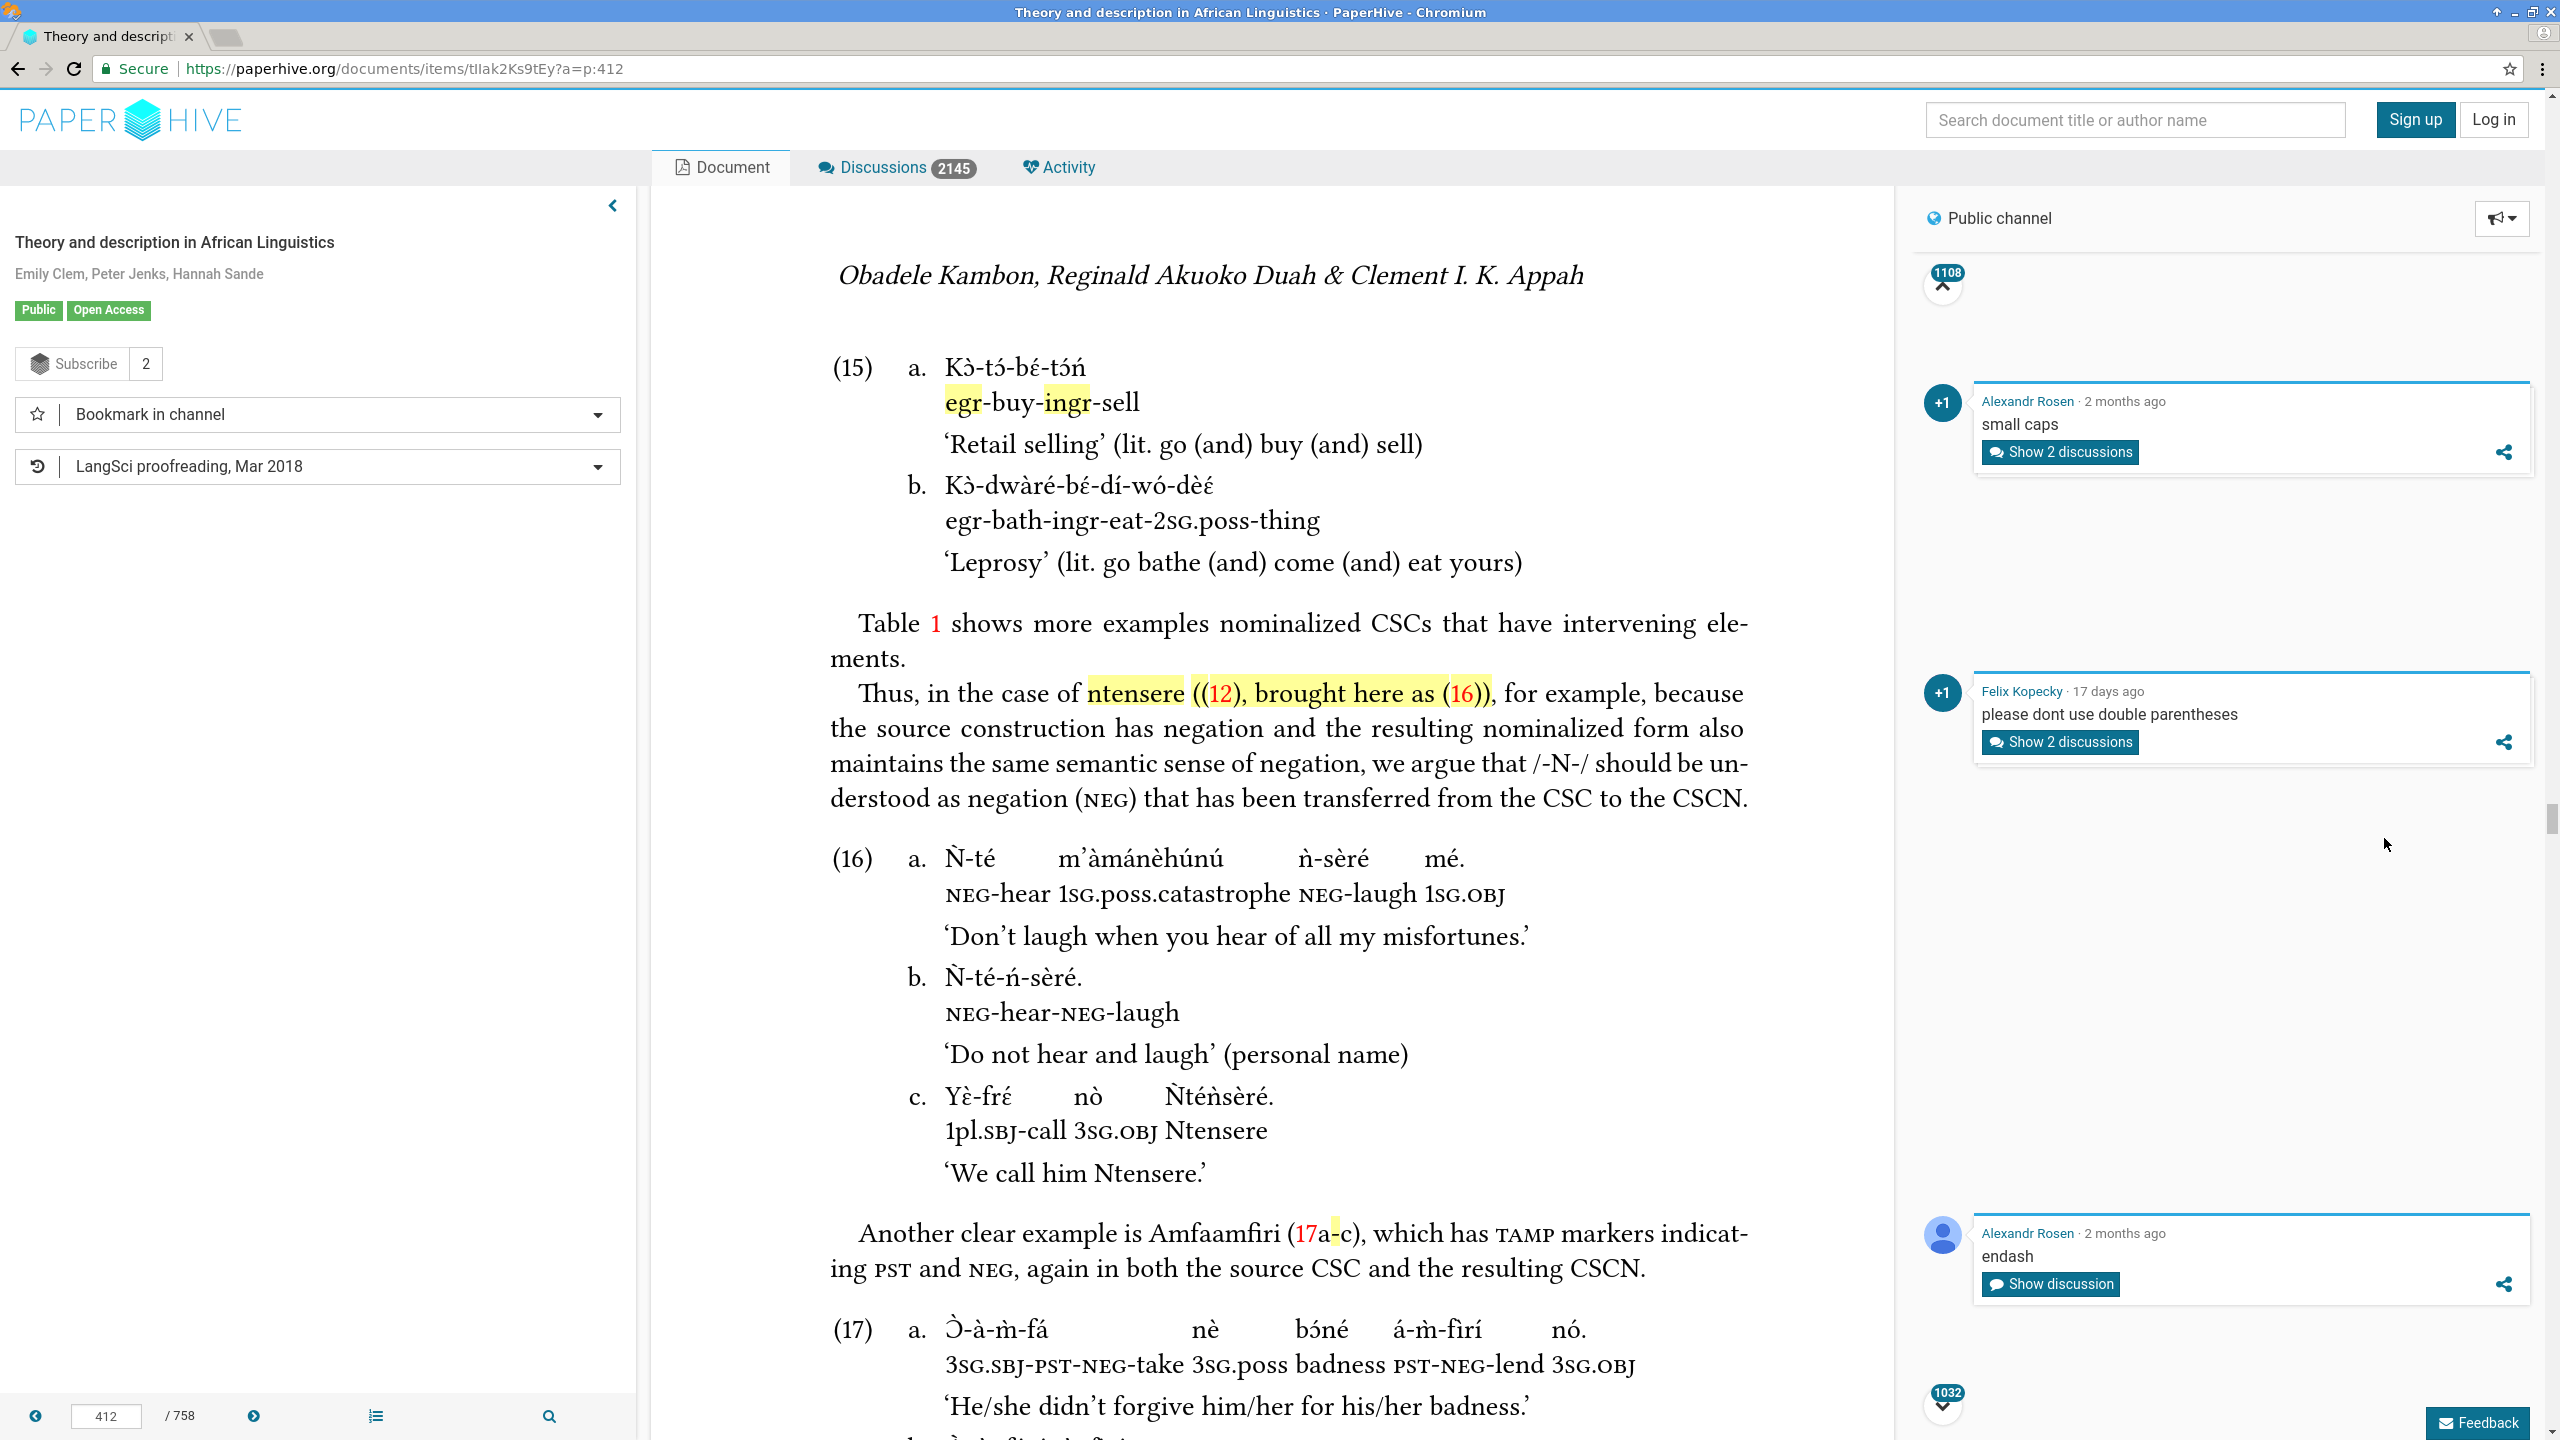 Theory and description in African Linguistics · PaperHive - Chromium
Theory and descript
Secure https://paperhive.org/documents/items/tIIak2Ks9tEy?a=p:412
PAPER HIVE
Search document title or author name
Sign up
Log in
Document
Discussions 2145
Activity
Theory and description in African Linguistics
Emily Clem, Peter Jenks, Hannah Sande
Public Open Access
Subscribe 2
Bookmark in channel
LangSci proofreading, Mar 2018
412 / 758
Obadele Kambon, Reginald Akuoko Duah & Clement I. K. Appah
(15) a. Kɔ̀-tɔ́-bɛ́-tɔ́ń
egr-buy-ingr-sell
‘Retail selling’ (lit. go (and) buy (and) sell)
b. Kɔ̀-dwàré-bɛ́-dí-wó-dèɛ́
egr-bath-ingr-eat-2SG.poss-thing
‘Leprosy’ (lit. go bathe (and) come (and) eat yours)
Table 1 shows more examples nominalized CSCs that have intervening ele-
ments.
Thus, in the case of ntensere ((12), brought here as (16)), for example, because
the source construction has negation and the resulting nominalized form also
maintains the same semantic sense of negation, we argue that /-N-/ should be un-
derstood as negation (NEG) that has been transferred from the CSC to the CSCN.
(16) a. Ǹ-té m’àmánèhúnú ǹ-sèré mé.
NEG-hear 1SG.poss.catastrophe NEG-laugh 1SG.OBJ
‘Don’t laugh when you hear of all my misfortunes.’
b. Ǹ-té-ń-sèré.
NEG-hear-NEG-laugh
‘Do not hear and laugh’ (personal name)
c. Yɛ̀-frɛ́ nò Ǹtéǹsèré.
1pl.SBJ-call 3SG.OBJ Ntensere
‘We call him Ntensere.’
Another clear example is Amfaamfiri (17a-c), which has TAMP markers indicat-
ing PST and NEG, again in both the source CSC and the resulting CSCN.
(17) a. Ɔ̀-à-m̀-fá nè bɔ́né á-m̀-fìrí nó.
3SG.SBJ-PST-NEG-take 3SG.poss badness PST-NEG-lend 3SG.OBJ
‘He/she didn’t forgive him/her for his/her badness.’
Public channel
1108
+1 Alexandr Rosen · 2 months ago
small caps
Show 2 discussions
+1 Felix Kopecky · 17 days ago
please dont use double parentheses
Show 2 discussions
Alexandr Rosen · 2 months ago
endash
Show discussion
1032
Feedback